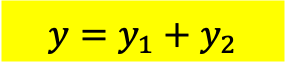 y = y₁ + y₂